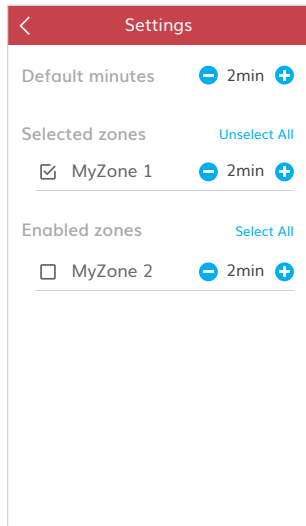 Settings
Default minutes 2min
Selected zones Unselect All
MyZone 1 2min
Enabled zones Select All
MyZone 2 2min